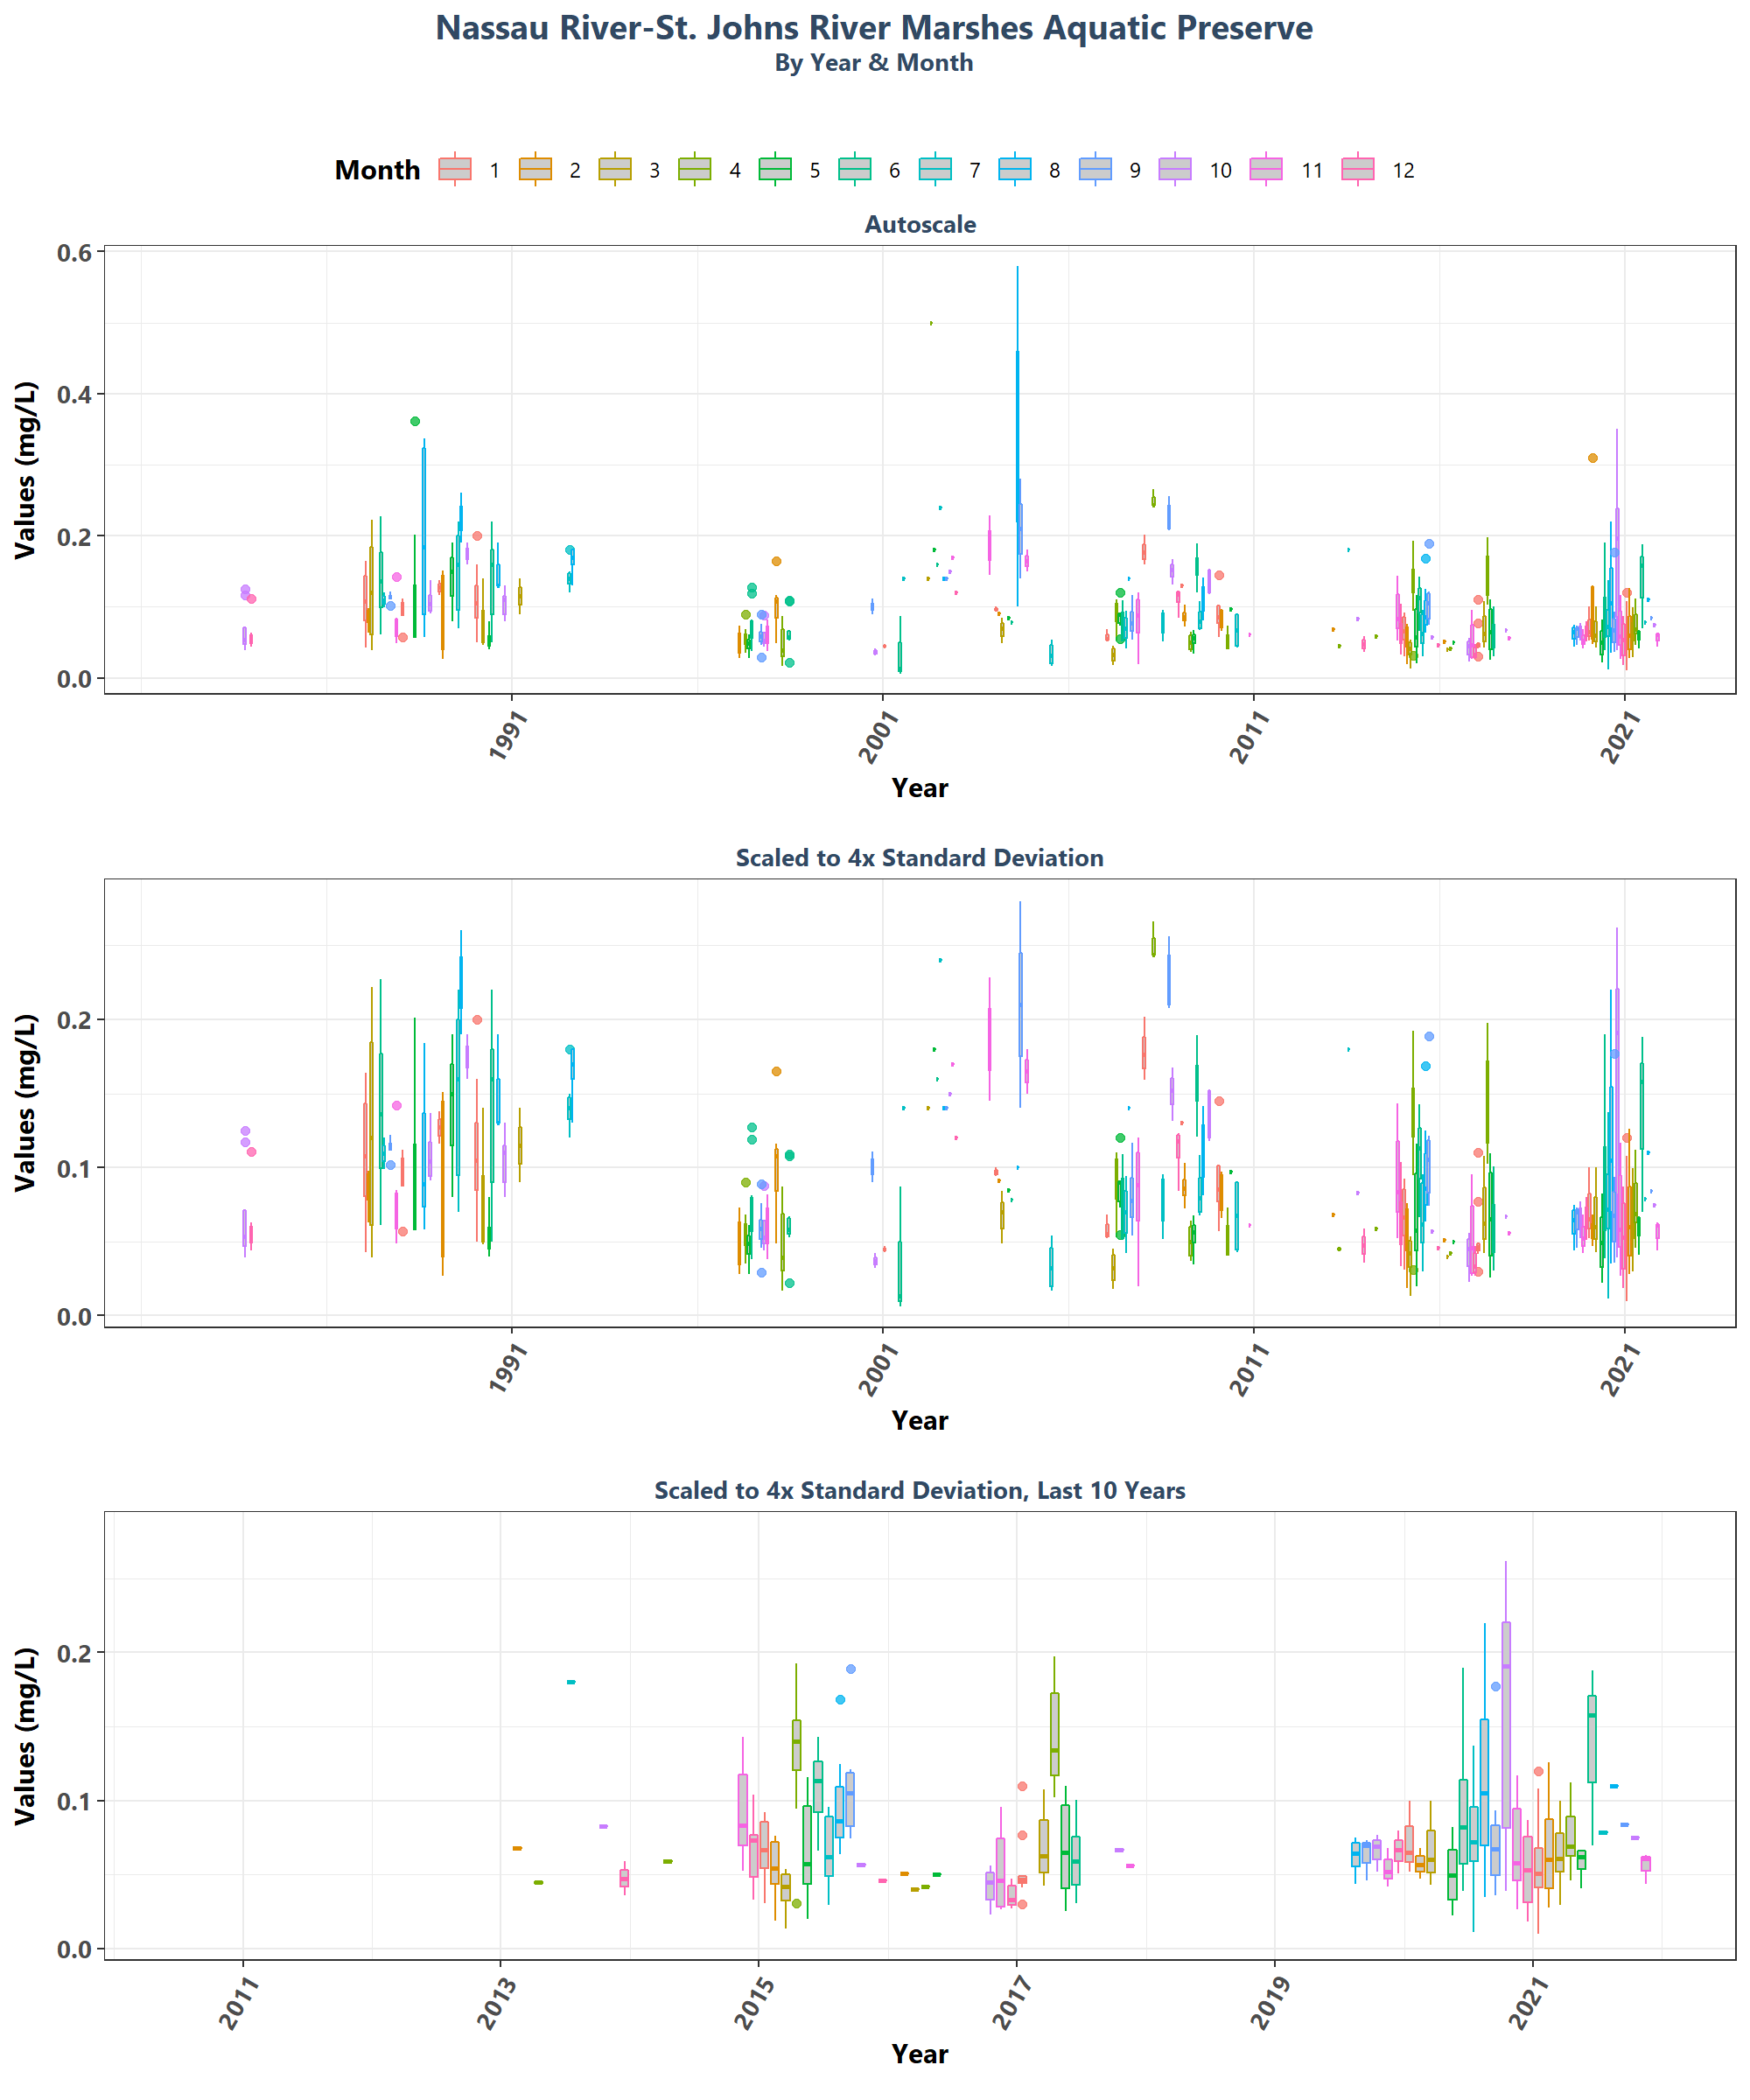 Nassau River-St. Johns River Marshes Aquatic Preserve
By Year & Month
Month 1 2 3 4 5 6 7 8 9 10 11 12
Autoscale
Values (mg/L)
0.6
0.4
0.2
0.0
1991 2001 2011 2021
Year
Scaled to 4x Standard Deviation
Values (mg/L)
0.2
0.1
0.0
1991 2001 2011 2021
Year
Scaled to 4x Standard Deviation, Last 10 Years
Values (mg/L)
0.2
0.1
0.0
2011 2013 2015 2017 2019 2021
Year